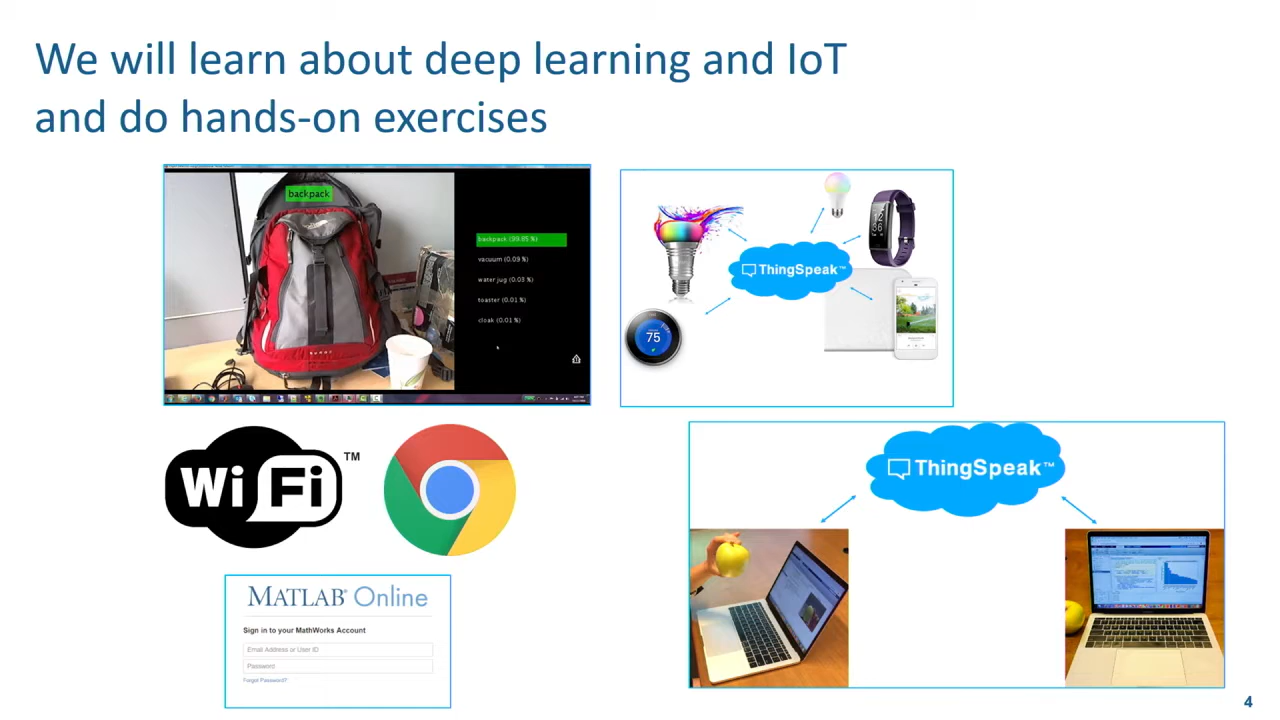 We will learn about deep learning and IoT
and do hands-on exercises
backpack
backpack (99.85 %)
vacuum (0.09 %)
water jug (0.03 %)
toaster (0.01 %)
cloak (0.01 %)
ThingSpeak™
75
WiFi™
ThingSpeak™
MATLAB® Online
Sign in to your MathWorks Account
Email Address or User ID
Password
Forgot Password?
4